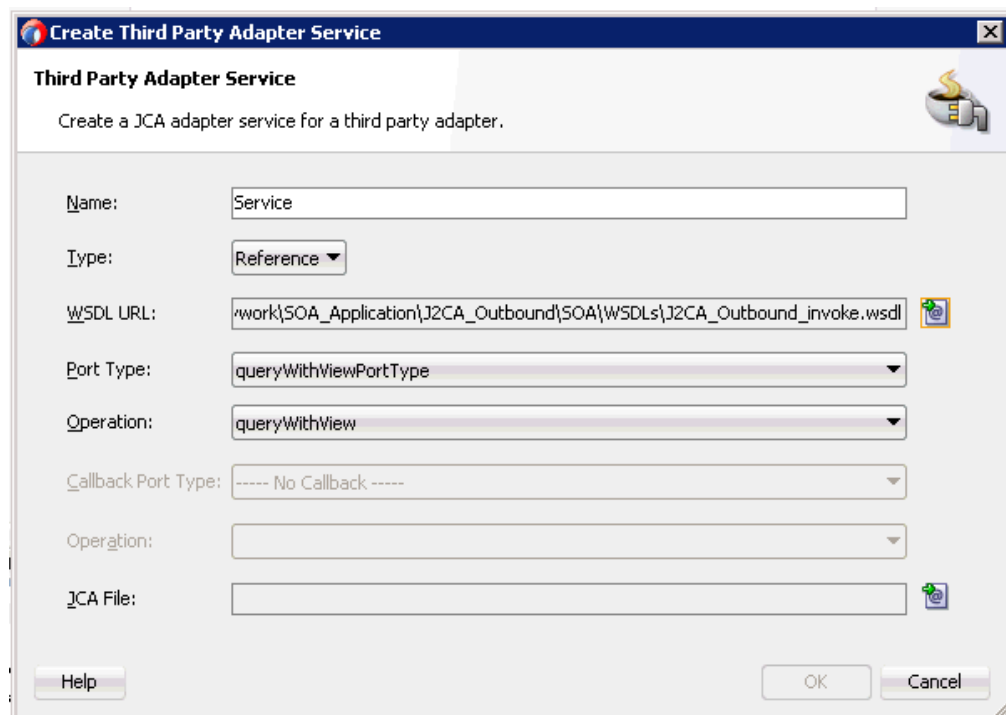 Create Third Party Adapter Service
Third Party Adapter Service
Create a JCA adapter service for a third party adapter.
Name: Service
Type: Reference
WSDL URL: work\SOA_Application\J2CA_Outbound\SOA\WSDLs\J2CA_Outbound_invoke.wsdl
Port Type: queryWithViewPortType
Operation: queryWithView
Callback Port Type: ----- No Callback -----
Operation:
JCA File:
Help OK Cancel